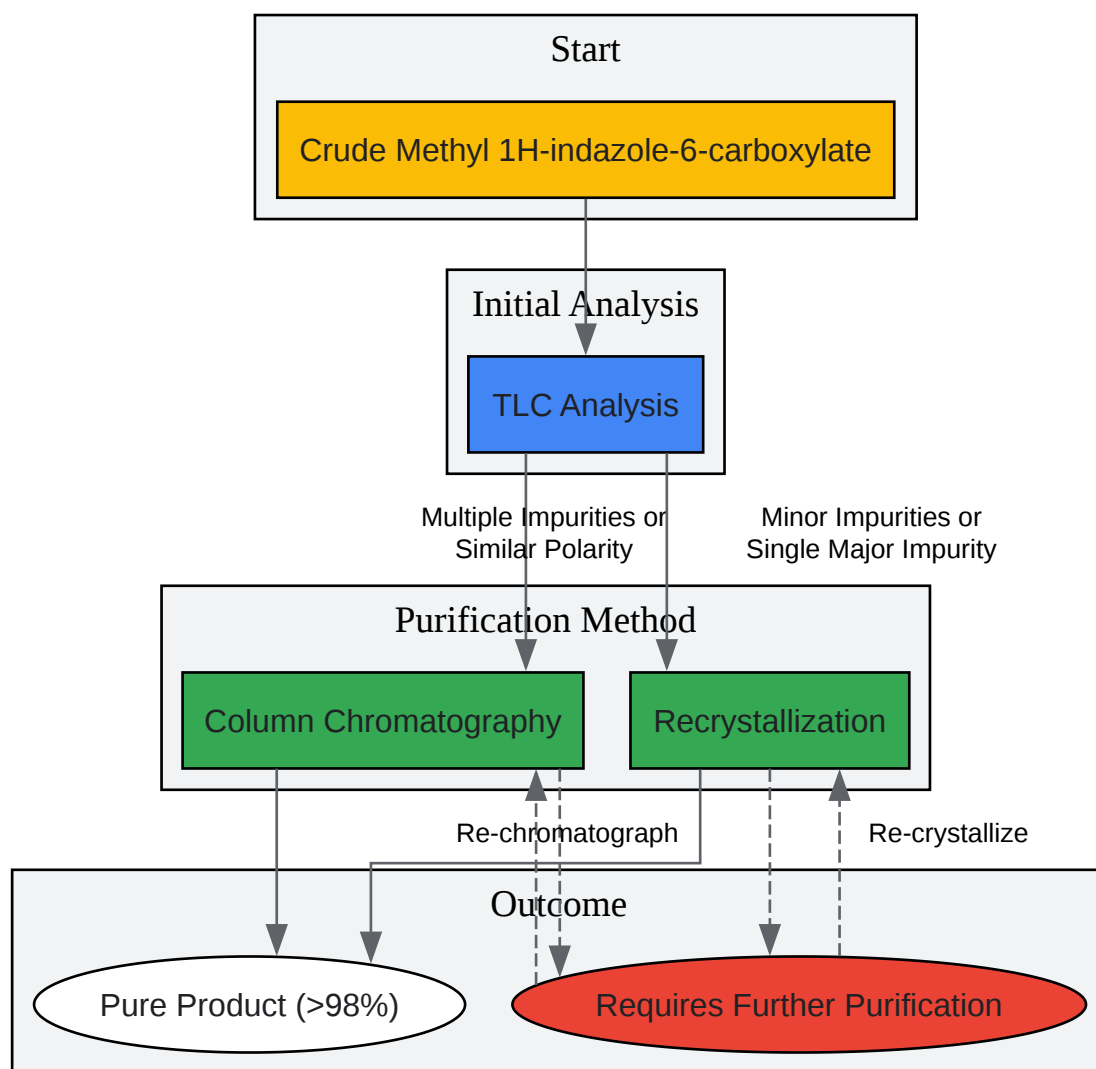 Start
Crude Methyl 1H-indazole-6-carboxylate
Initial Analysis
TLC Analysis
Multiple Impurities or
Similar Polarity
Minor Impurities or
Single Major Impurity
Purification Method
Column Chromatography
Recrystallization
Re-chromatograph
Re-crystallize
Outcome
Pure Product (>98%)
Requires Further Purification